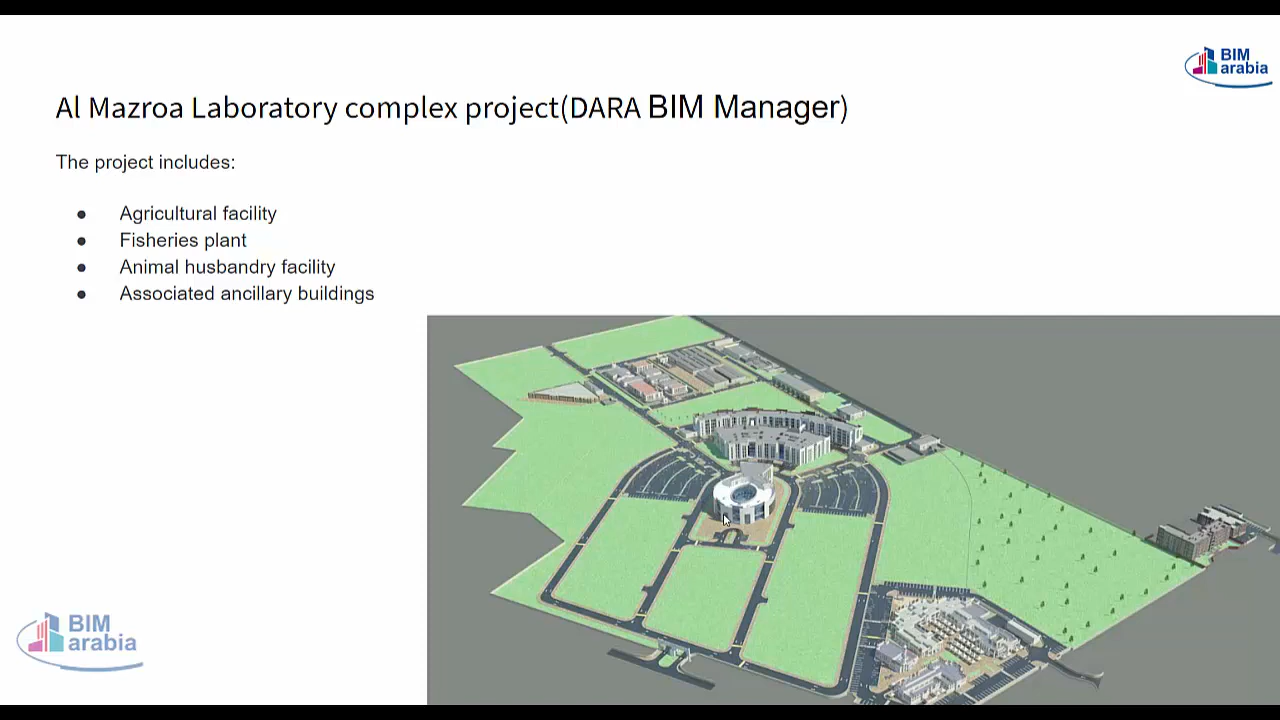 BIM
arabia
Al Mazroa Laboratory complex project(DARA BIM Manager)
The project includes:
● Agricultural facility
● Fisheries plant
● Animal husbandry facility
● Associated ancillary buildings
BIM
arabia